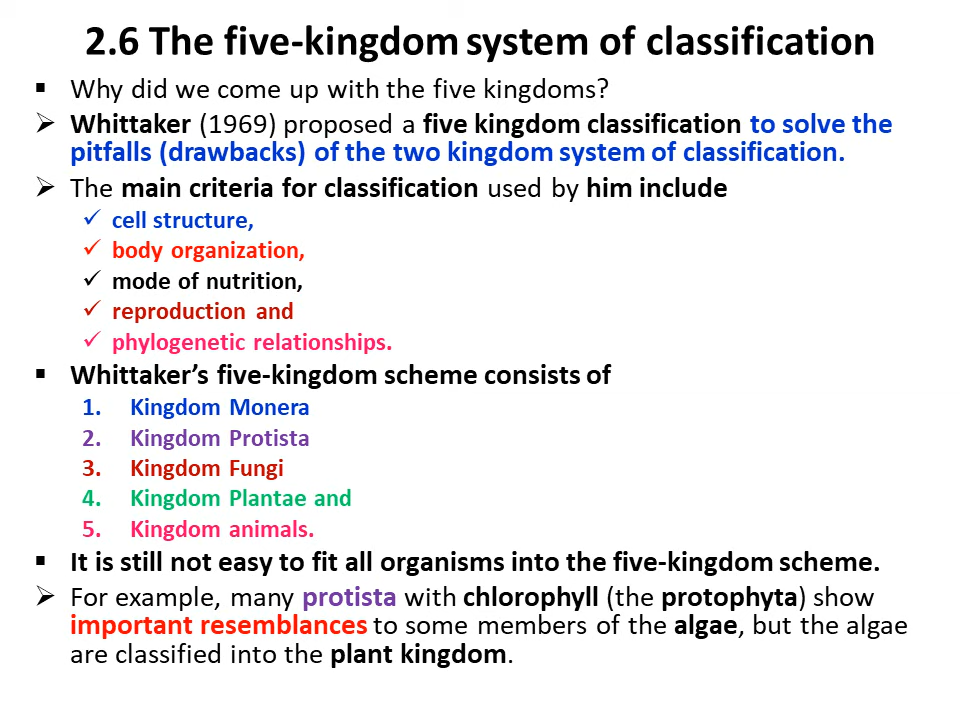 2.6 The five-kingdom system of classification
▪ Why did we come up with the five kingdoms?
➢ Whittaker (1969) proposed a five kingdom classification to solve the
pitfalls (drawbacks) of the two kingdom system of classification.
➢ The main criteria for classification used by him include
✓ cell structure,
✓ body organization,
✓ mode of nutrition,
✓ reproduction and
✓ phylogenetic relationships.
▪ Whittaker’s five-kingdom scheme consists of
1. Kingdom Monera
2. Kingdom Protista
3. Kingdom Fungi
4. Kingdom Plantae and
5. Kingdom animals.
▪ It is still not easy to fit all organisms into the five-kingdom scheme.
➢ For example, many protista with chlorophyll (the protophyta) show
important resemblances to some members of the algae, but the algae
are classified into the plant kingdom.